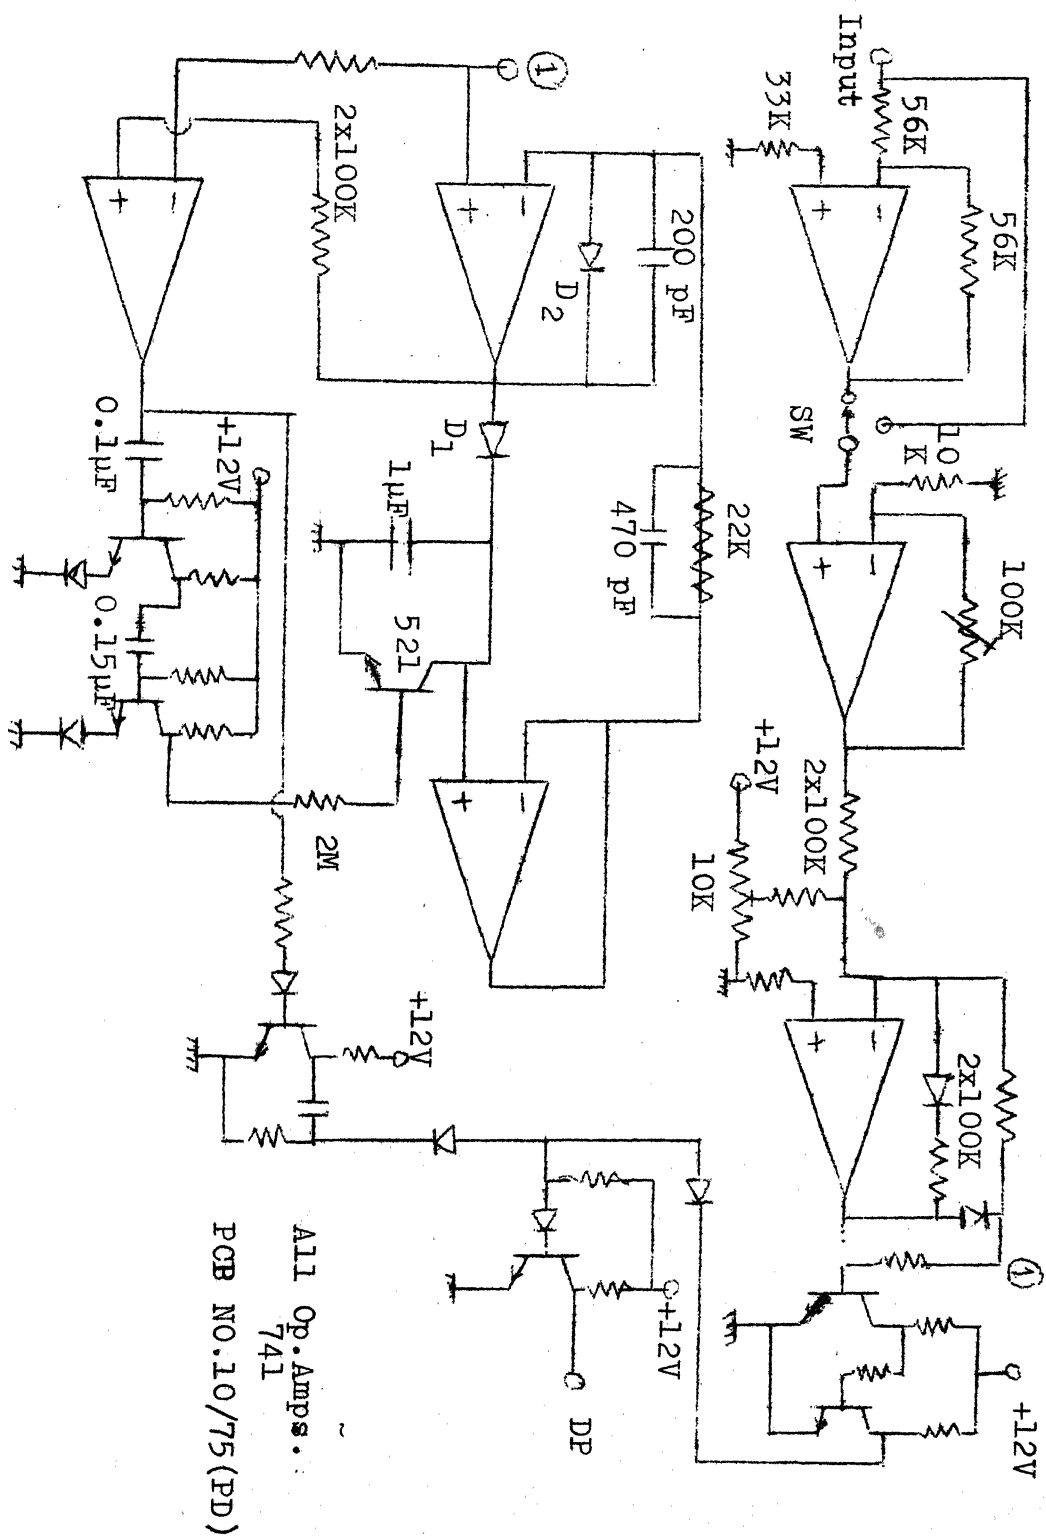 Input
56K
56K
33K
SW
10
K
100K
2x100K
+12V
10K
2x100K
1
+12V
1
200 pF
D2
D1
2x100K
22K
470 pF
1µF
521
0.1µF
+12V
0.15µF
2M
+12V
+12V
DP
All Op.Amps.
741
PCB NO.10/75(PD)
+
-
+
-
+
-
+
-
+
-
+
-